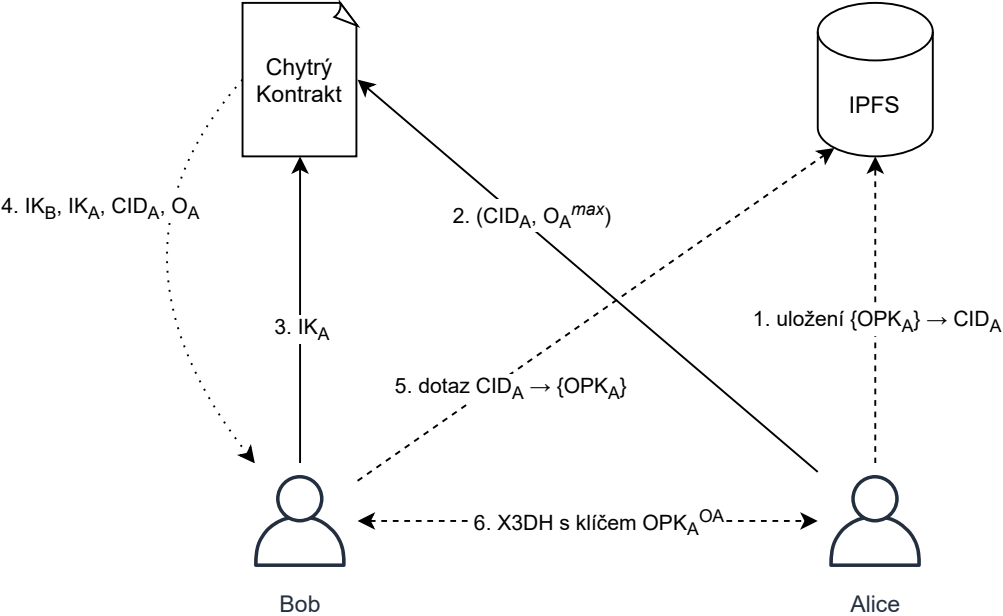 Chytrý
Kontrakt
IPFS
4. IK_B, IK_A, CID_A, O_A
2. (CID_A, O_A^max)
3. IK_A
1. uložení {OPK_A} → CID_A
5. dotaz CID_A → {OPK_A}
6. X3DH s klíčem OPK_A^OA
Bob
Alice